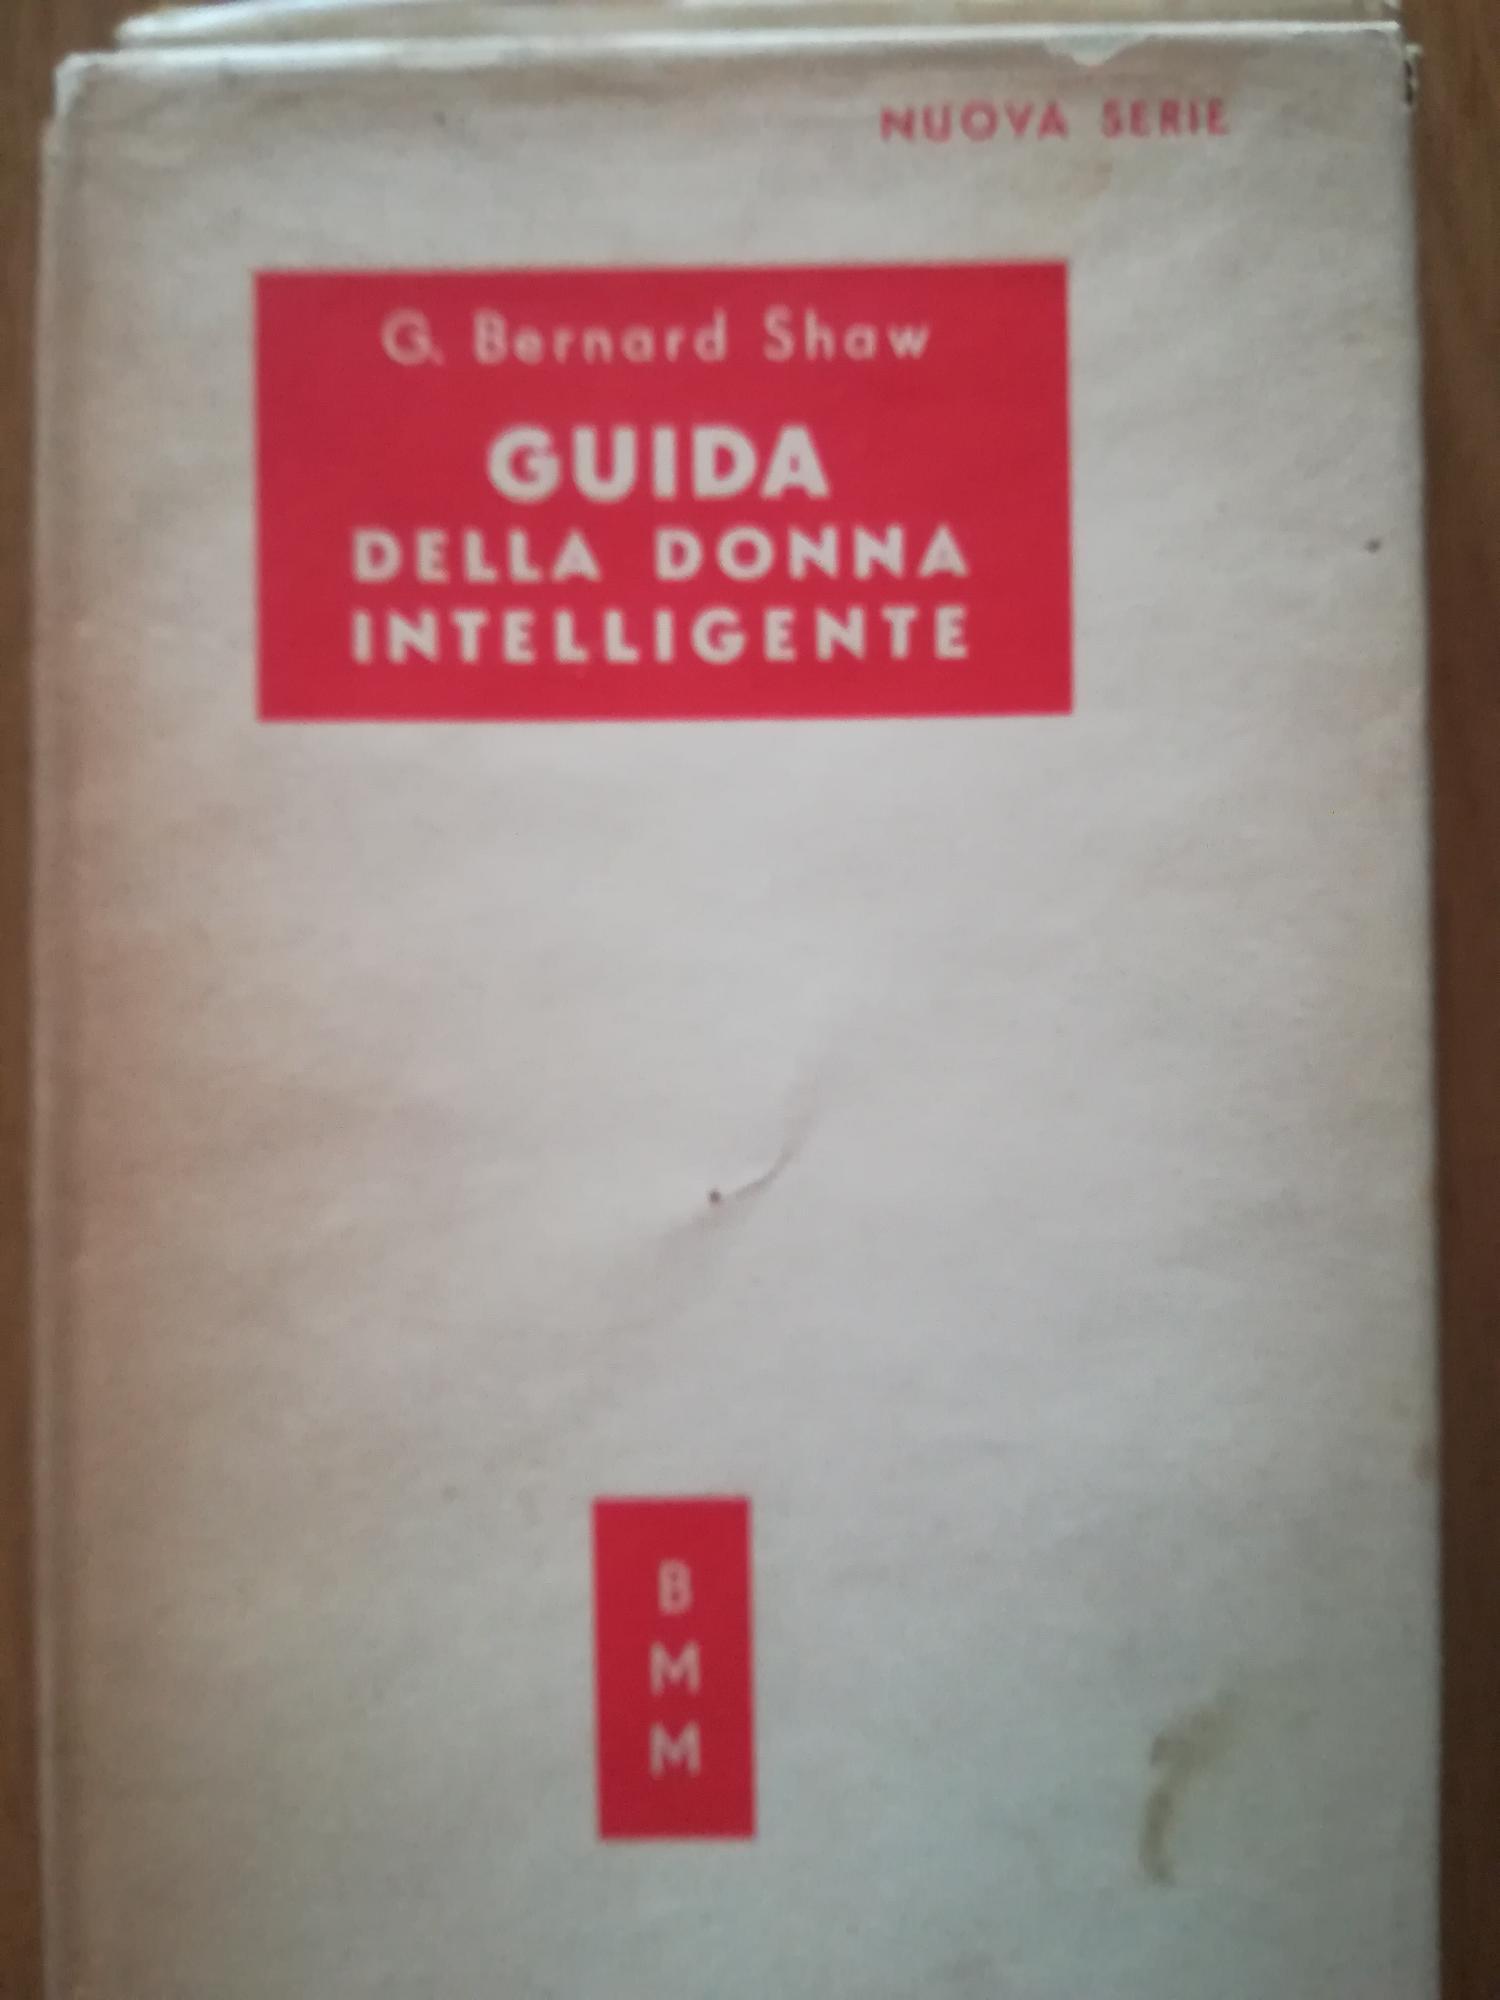 NUOVA SERIE
G. Bernard Shaw
GUIDA
DELLA DONNA
INTELLIGENTE
B
M
M